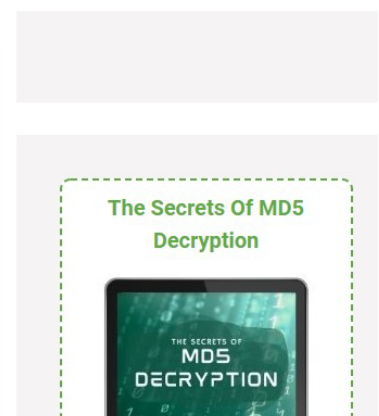 The Secrets Of MD5
Decryption
THE SECRETS OF
MD5
DECRYPTION